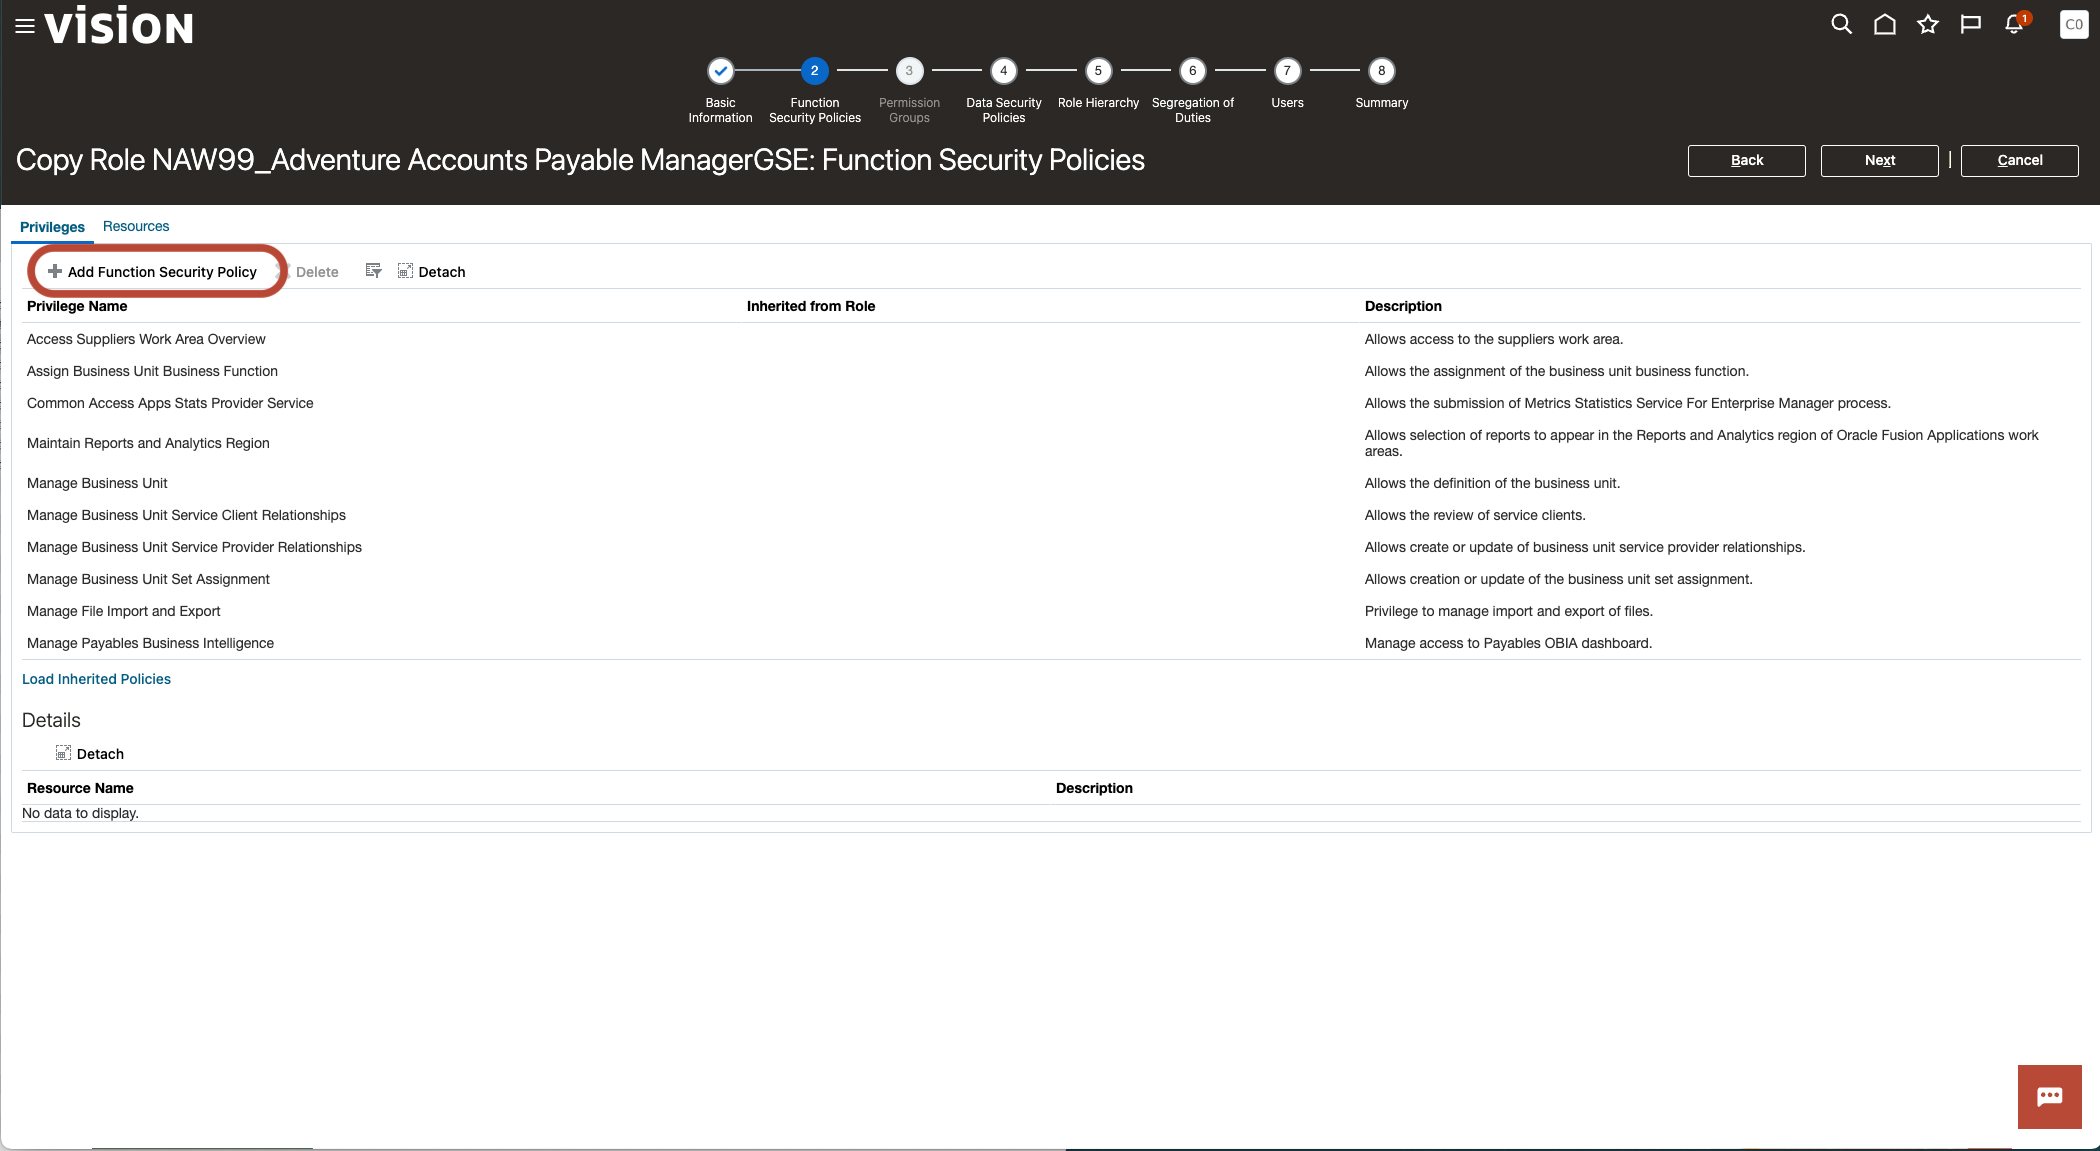 vision
1
C0
2
3
4
5
6
7
8
Basic Information
Function Security Policies
Permission Groups
Data Security Policies
Role Hierarchy
Segregation of Duties
Users
Summary
Copy Role NAW99_Adventure Accounts Payable ManagerGSE: Function Security Policies
Back
Next
Cancel
Privileges
Resources
Add Function Security Policy
Delete
Detach
Privilege Name
Inherited from Role
Description
Access Suppliers Work Area Overview
Allows access to the suppliers work area.
Assign Business Unit Business Function
Allows the assignment of the business unit business function.
Common Access Apps Stats Provider Service
Allows the submission of Metrics Statistics Service For Enterprise Manager process.
Maintain Reports and Analytics Region
Allows selection of reports to appear in the Reports and Analytics region of Oracle Fusion Applications work
areas.
Manage Business Unit
Allows the definition of the business unit.
Manage Business Unit Service Client Relationships
Allows the review of service clients.
Manage Business Unit Service Provider Relationships
Allows create or update of business unit service provider relationships.
Manage Business Unit Set Assignment
Allows creation or update of the business unit set assignment.
Manage File Import and Export
Privilege to manage import and export of files.
Manage Payables Business Intelligence
Manage access to Payables OBIA dashboard.
Load Inherited Policies
Details
Detach
Resource Name
Description
No data to display.